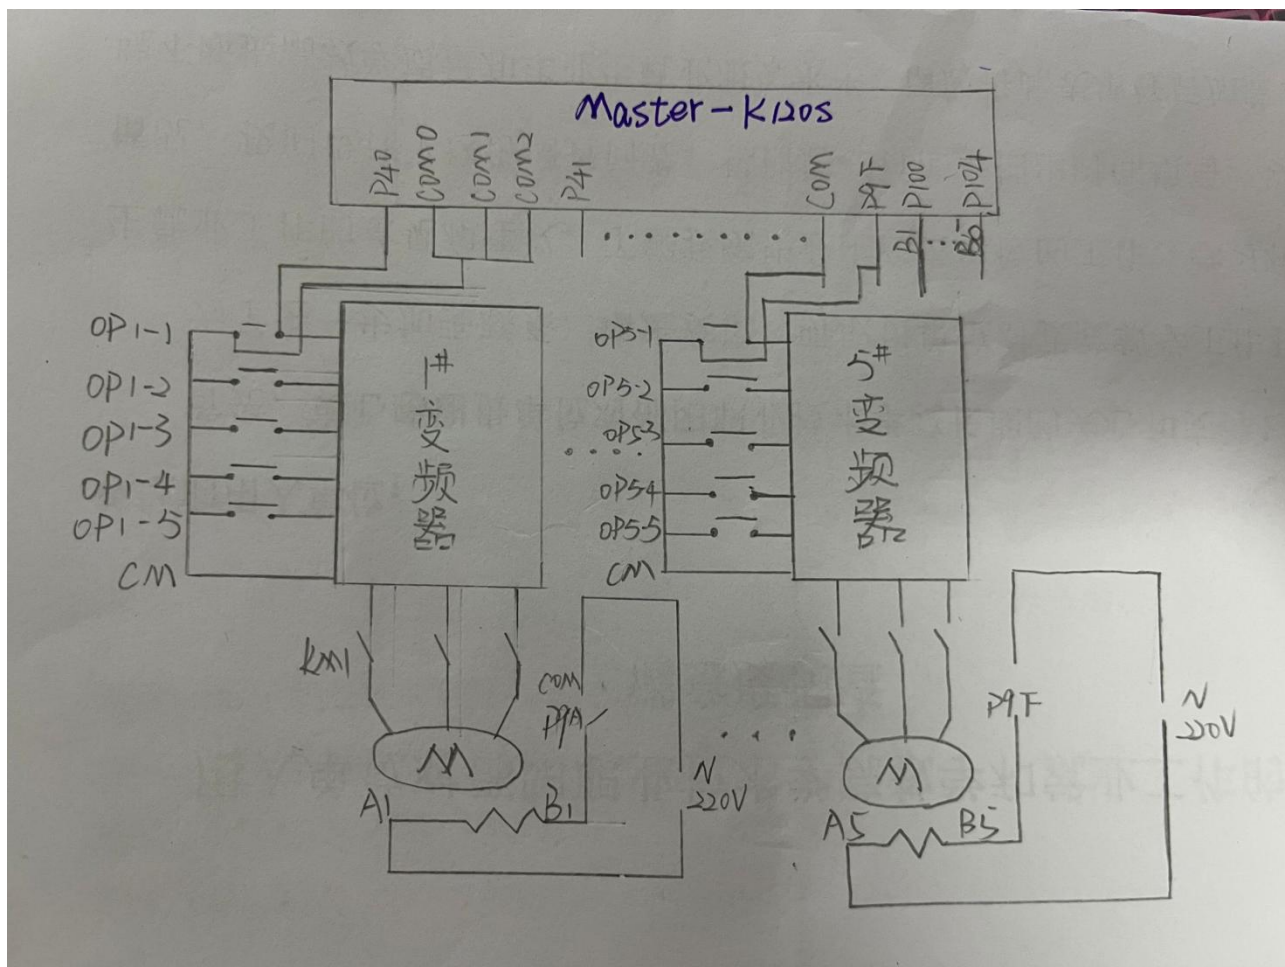 Master-K120S
P40
COM0
COM1
COM2
P41
COM
P9F
P100
P104
B1
B5
OP1-1
OP1-2
OP1-3
OP1-4
OP1-5
CM
1#变频器
OP5-1
OP5-2
OP5-3
OP54
OP5-5
CM
5#变频器
KM1
COM
P9A
M
A1
B1
N
220V
P9F
M
A5
B5
N
220V